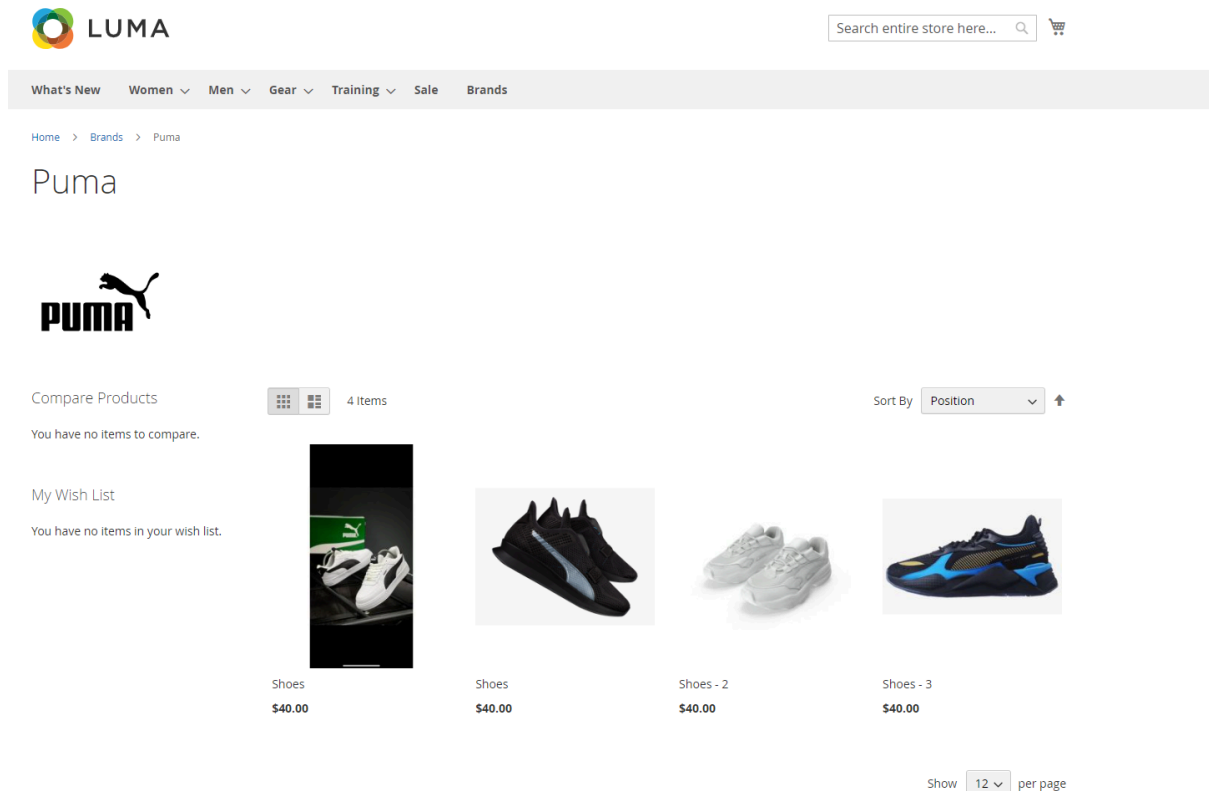 LUMA
Search entire store here...
What's New Women Men Gear Training Sale Brands
Home > Brands > Puma
Puma
PUMA
Compare Products
4 Items
Sort By Position
You have no items to compare.
My Wish List
You have no items in your wish list.
Shoes
$40.00
Shoes
$40.00
Shoes - 2
$40.00
Shoes - 3
$40.00
Show 12 per page